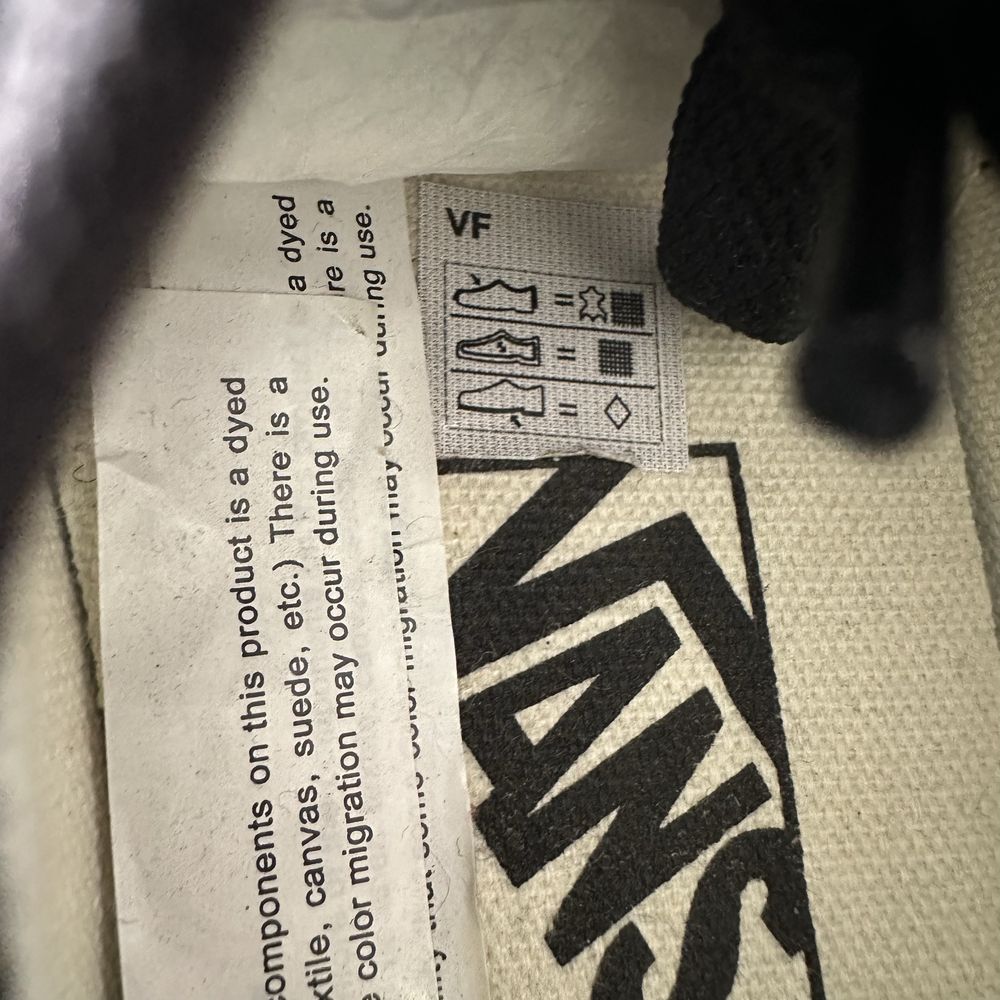 VF
a dyed
re is a
ng use.
components on this product is a dyed
xtile, canvas, suede, etc.) There is a
color migration may occur during use.
VANS